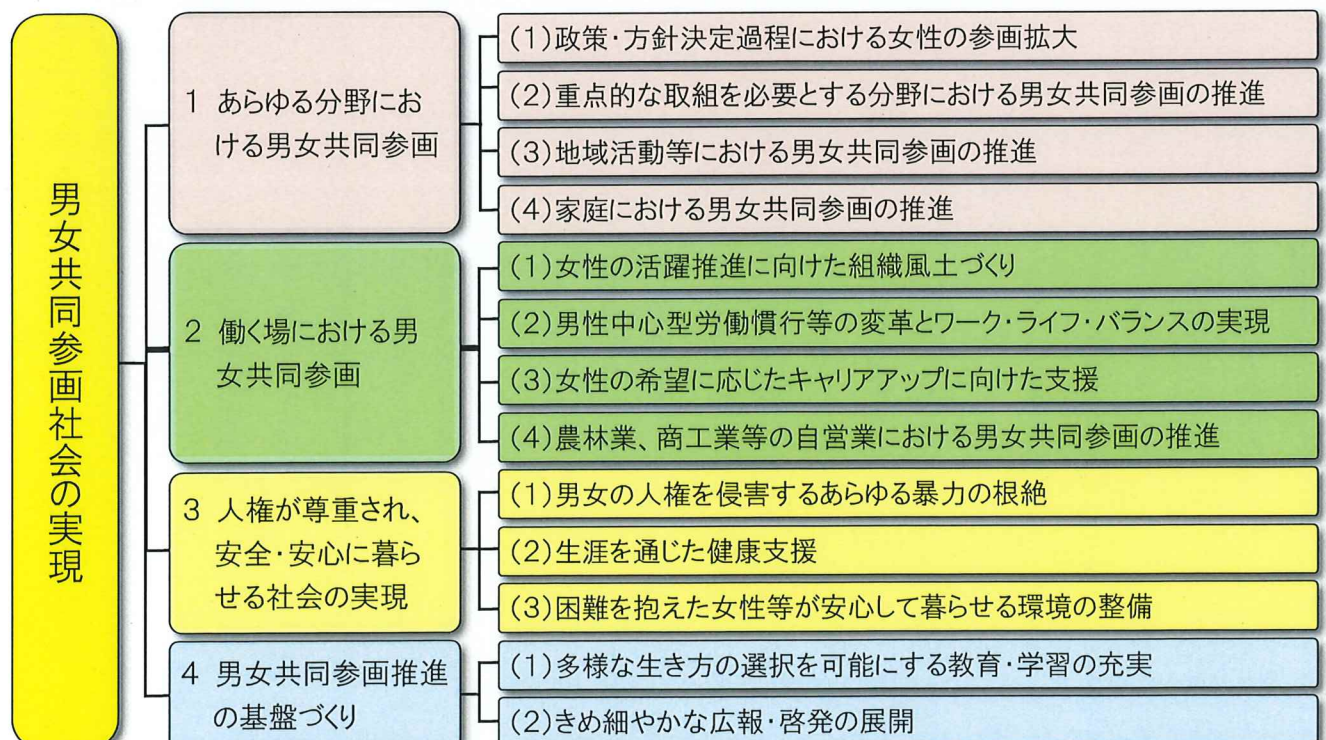 男女共同参画社会の実現
1 あらゆる分野にお
ける男女共同参画
(1)政策・方針決定過程における女性の参画拡大
(2)重点的な取組を必要とする分野における男女共同参画の推進
(3)地域活動等における男女共同参画の推進
(4)家庭における男女共同参画の推進
2 働く場における男
女共同参画
(1)女性の活躍推進に向けた組織風土づくり
(2)男性中心型労働慣行等の変革とワーク・ライフ・バランスの実現
(3)女性の希望に応じたキャリアアップに向けた支援
(4)農林業、商工業等の自営業における男女共同参画の推進
3 人権が尊重され、
安全・安心に暮ら
せる社会の実現
(1)男女の人権を侵害するあらゆる暴力の根絶
(2)生涯を通じた健康支援
(3)困難を抱えた女性等が安心して暮らせる環境の整備
4 男女共同参画推進
の基盤づくり
(1)多様な生き方の選択を可能にする教育・学習の充実
(2)きめ細やかな広報・啓発の展開